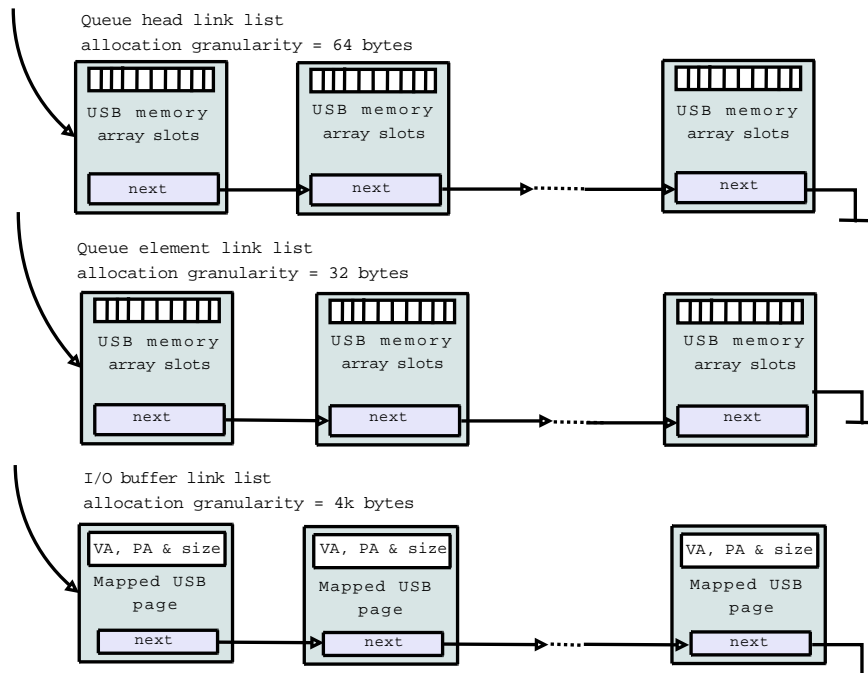 Queue head link list
allocation granularity = 64 bytes
USB memory
array slots
next
USB memory
array slots
next
USB memory
array slots
next
Queue element link list
allocation granularity = 32 bytes
USB memory
array slots
next
USB memory
array slots
next
USB memory
array slots
next
I/O buffer link list
allocation granularity = 4k bytes
VA, PA & size
Mapped USB
page
next
VA, PA & size
Mapped USB
page
next
VA, PA & size
Mapped USB
page
next